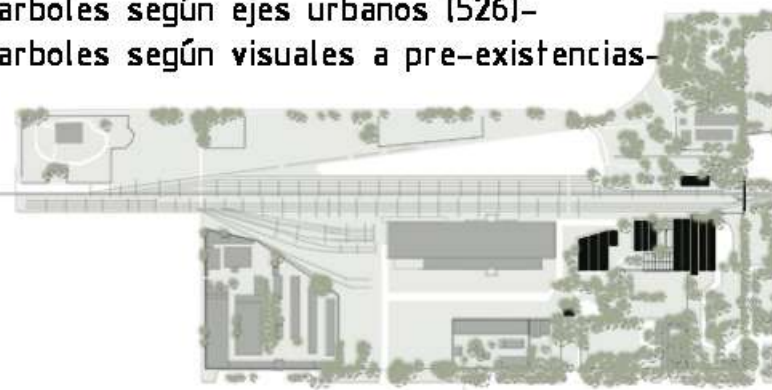 arboles según ejes urbanos (526)-
arboles según visuales a pre-existencias-